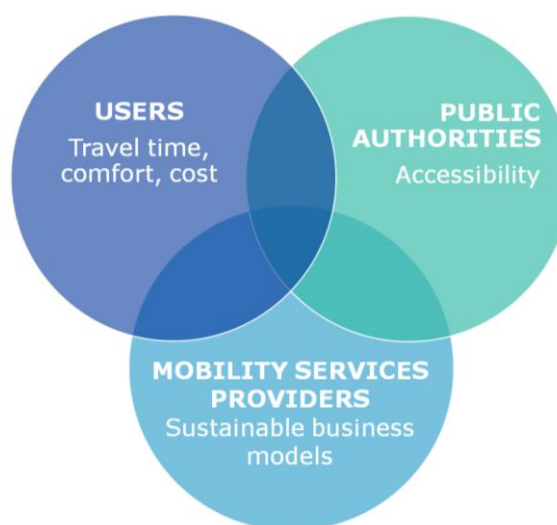 USERS
Travel time,
comfort, cost
PUBLIC
AUTHORITIES
Accessibility
MOBILITY SERVICES
PROVIDERS
Sustainable business
models